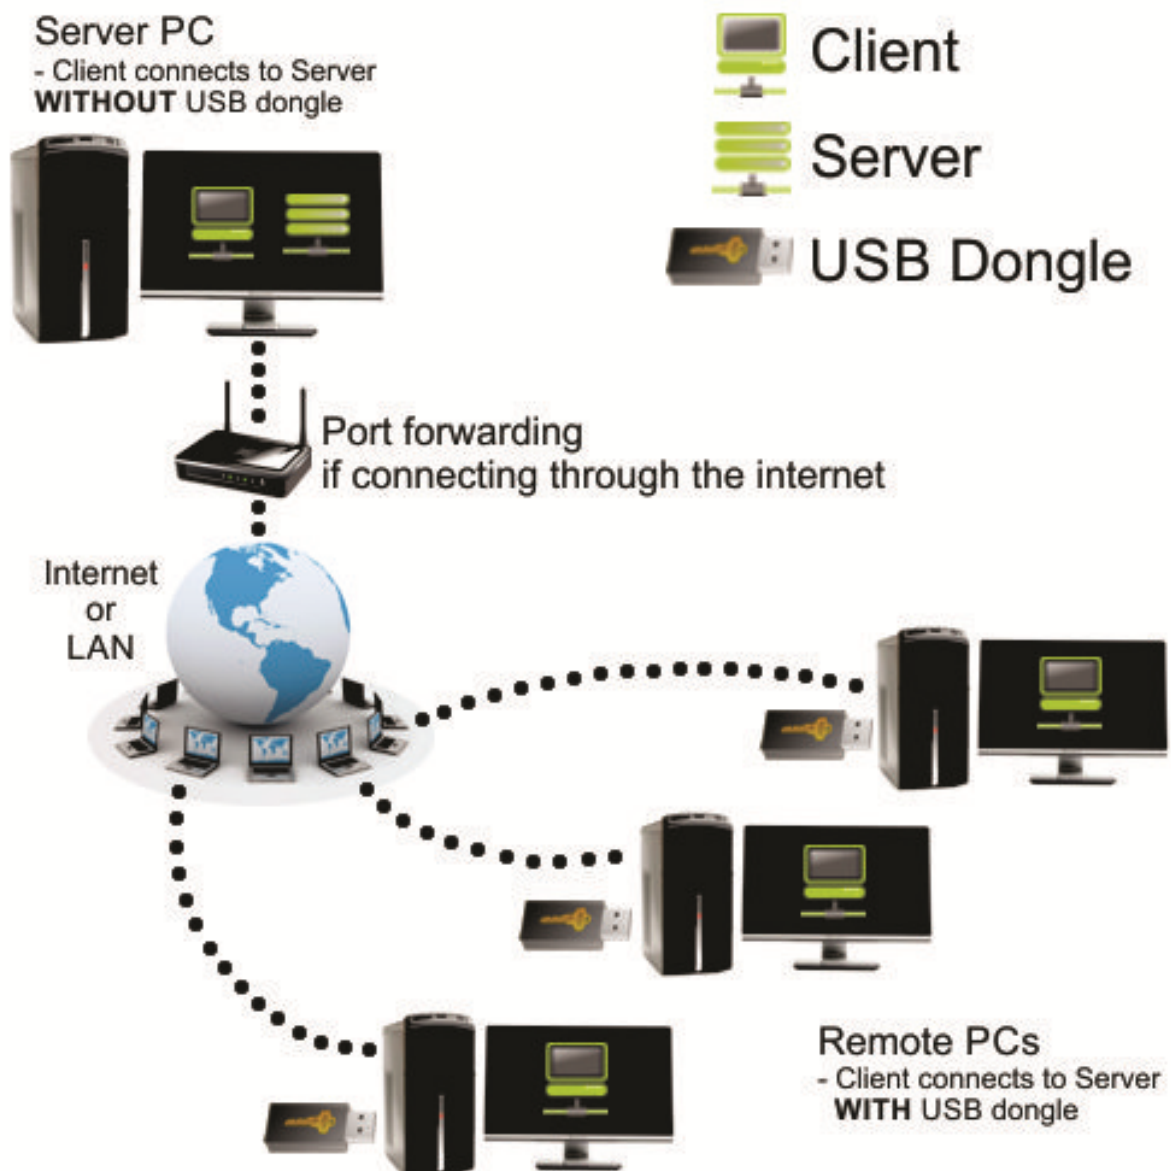 Server PC
- Client connects to Server
WITHOUT USB dongle
Client
Server
USB Dongle
Port forwarding
if connecting through the internet
Internet
or
LAN
Remote PCs
- Client connects to Server
WITH USB dongle